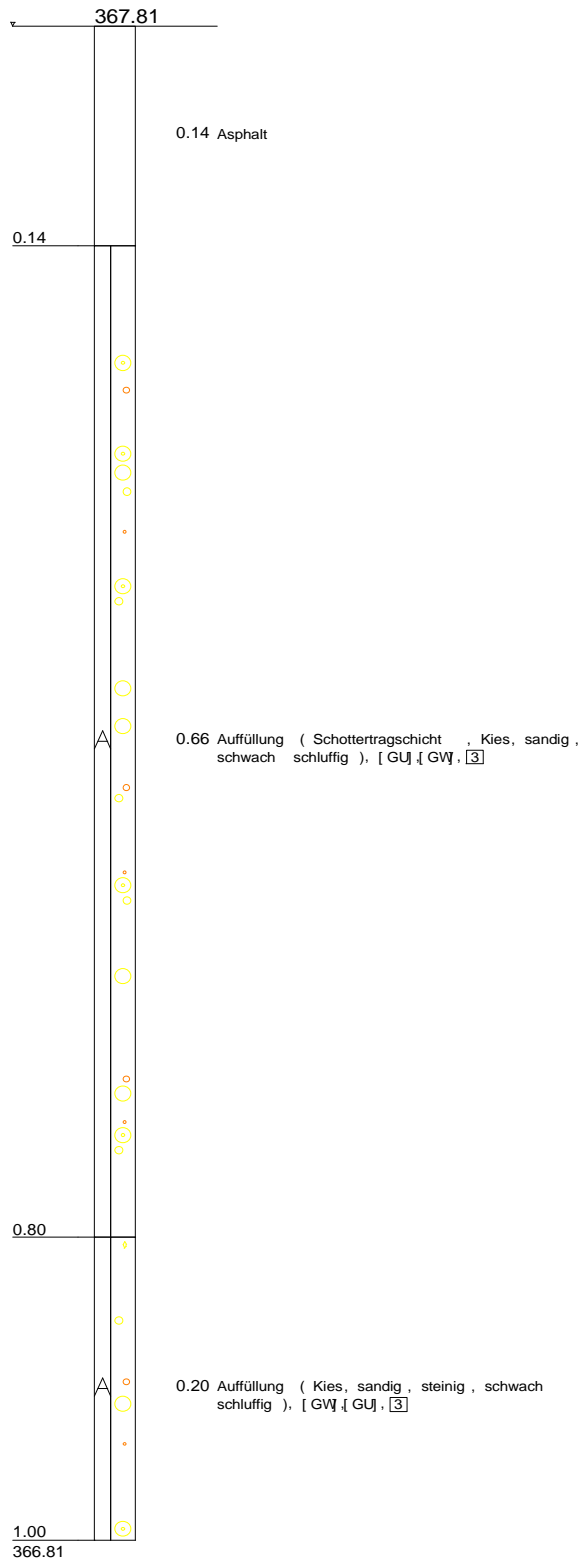 367.81
0.14 Asphalt
0.14
A
0.66 Auffüllung ( Schottertragschicht , Kies, sandig ,
schwach schluffig ), [ GU] ,[ GW] , 3
0.80
A
0.20 Auffüllung ( Kies, sandig , steinig , schwach
schluffig ), [ GW] ,[ GU] , 3
1.00
366.81